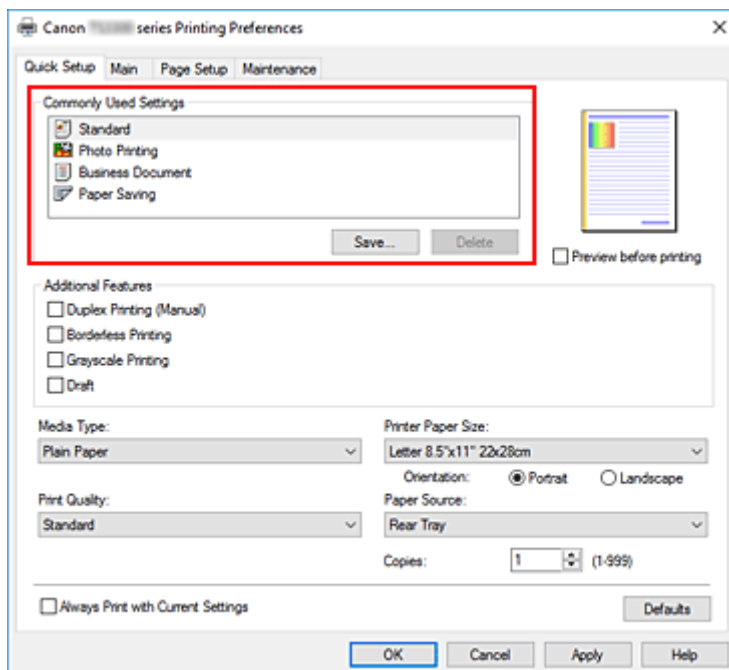 Canon series Printing Preferences
Quick Setup Main Page Setup Maintenance
Commonly Used Settings
Standard
Photo Printing
Business Document
Paper Saving
Save... Delete
Preview before printing
Additional Features
Duplex Printing (Manual)
Borderless Printing
Grayscale Printing
Draft
Media Type: Printer Paper Size:
Plain Paper Letter 8.5"x11" 22x28cm
Orientation: Portrait Landscape
Print Quality: Paper Source:
Standard Rear Tray
Copies: 1 (1-999)
Always Print with Current Settings Defaults
OK Cancel Apply Help